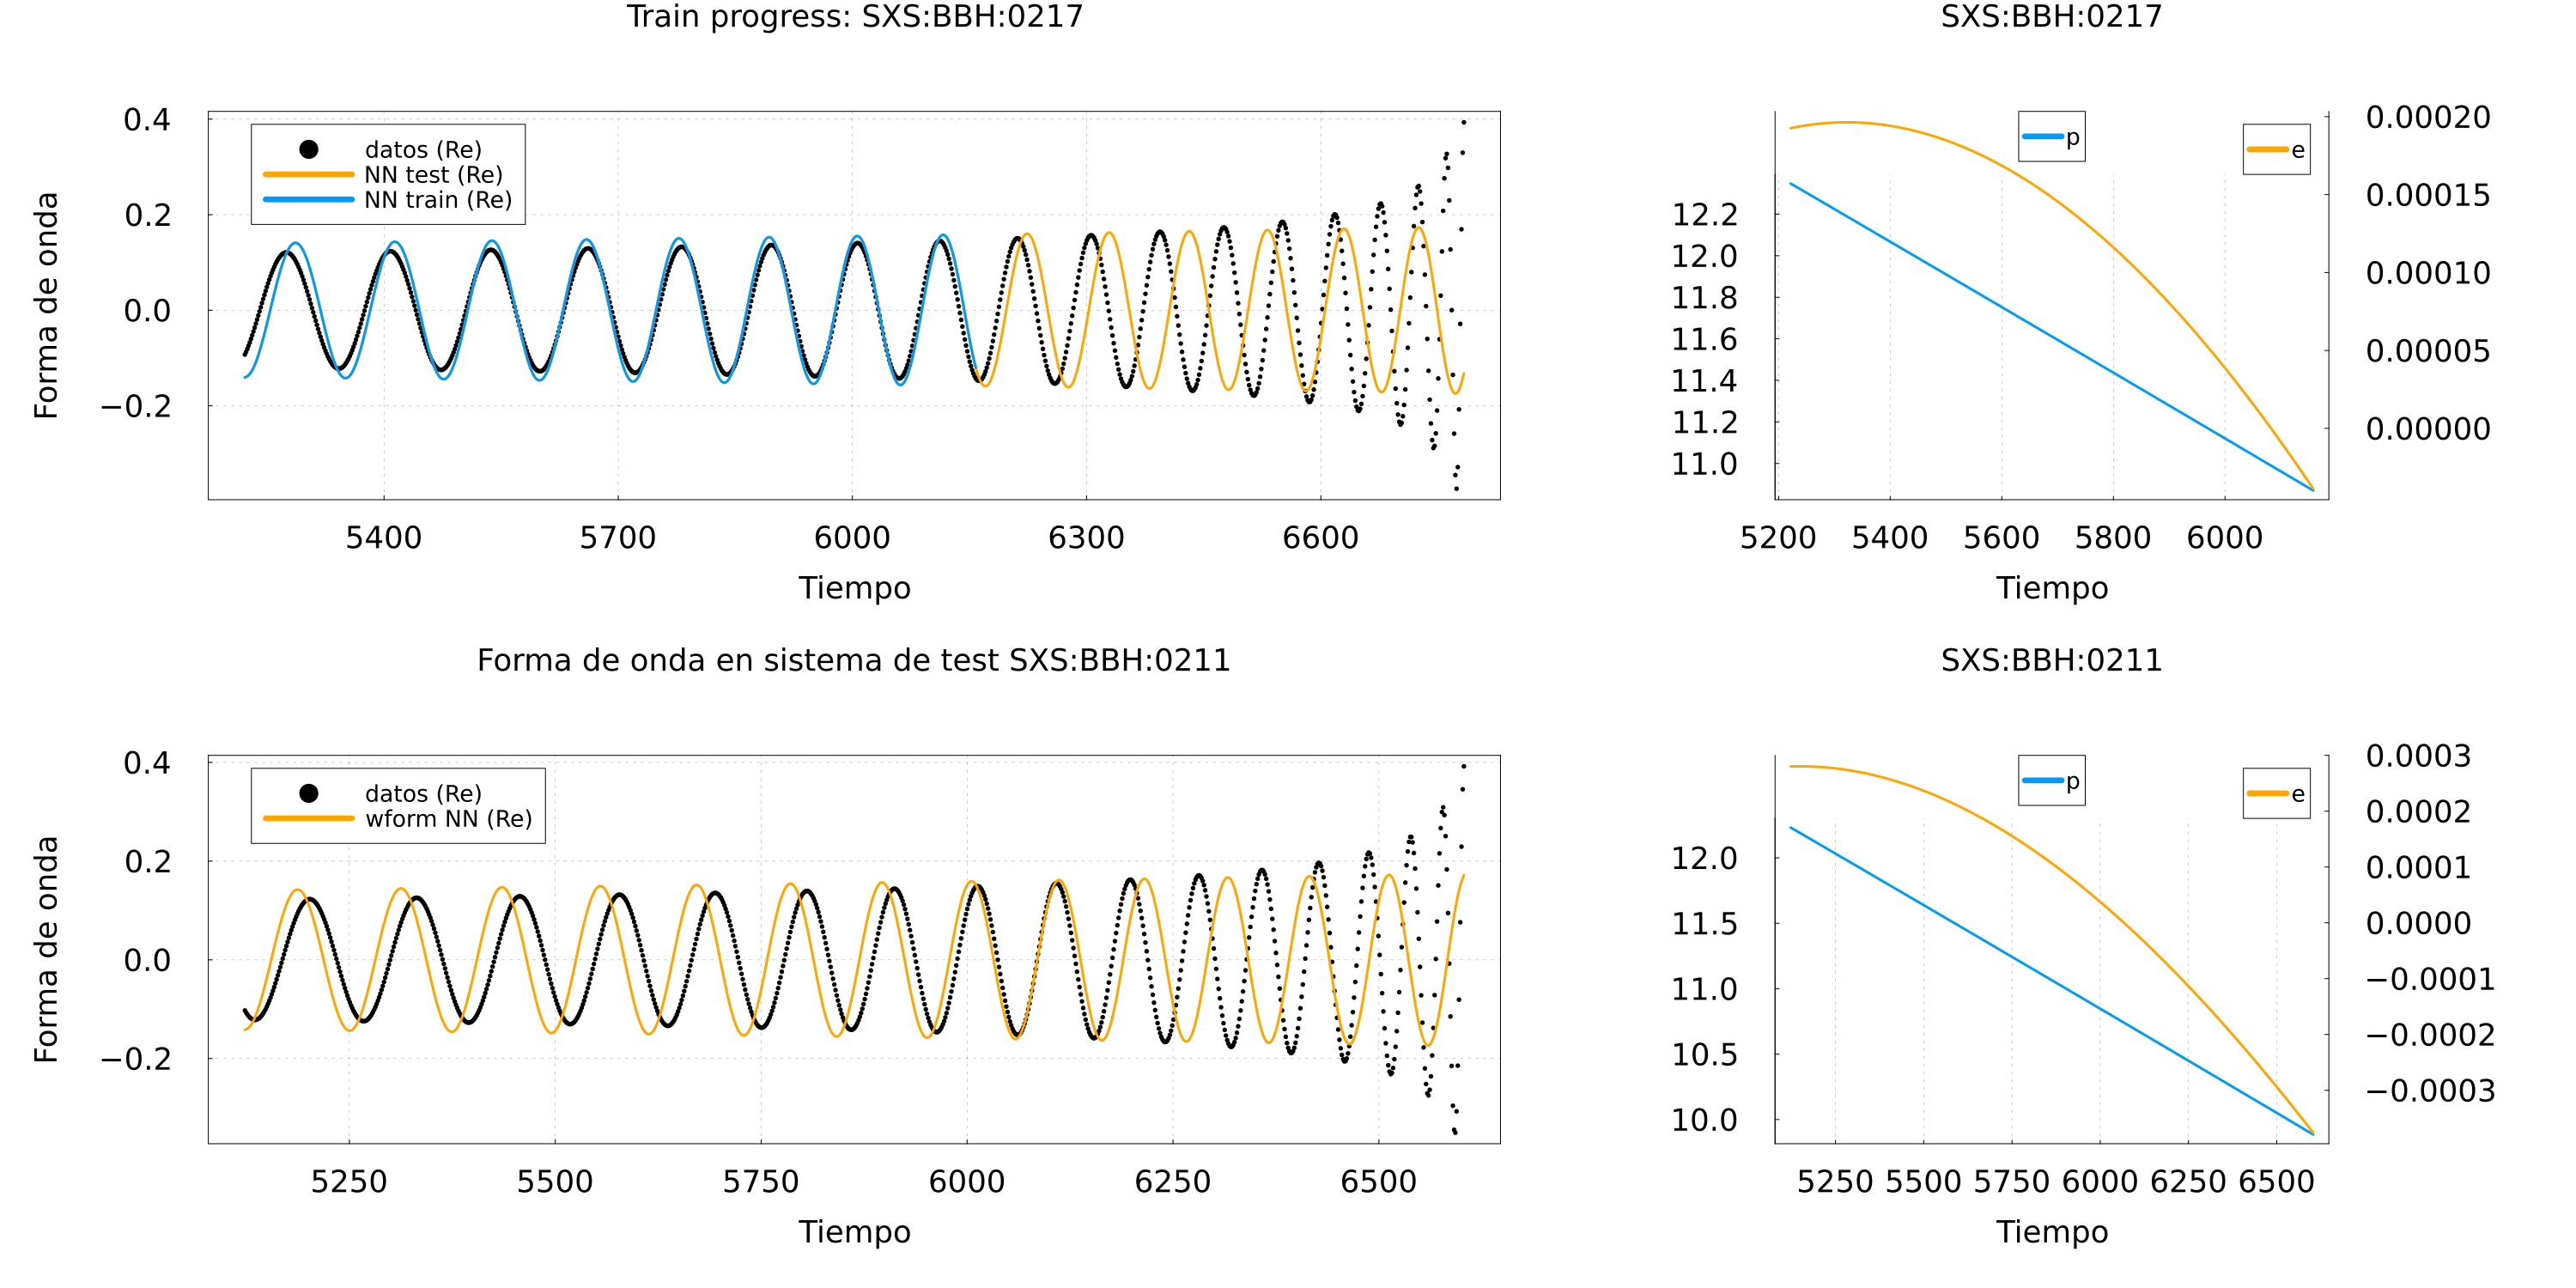 Train progress: SXS:BBH:0217
Forma de onda
0.4
0.2
0.0
−0.2
datos (Re)
NN test (Re)
NN train (Re)
5400 5700 6000 6300 6600
Tiempo
SXS:BBH:0217
12.2
12.0
11.8
11.6
11.4
11.2
11.0
p
e
0.00020
0.00015
0.00010
0.00005
0.00000
5200 5400 5600 5800 6000
Tiempo
Forma de onda en sistema de test SXS:BBH:0211
Forma de onda
0.4
0.2
0.0
−0.2
datos (Re)
wform NN (Re)
5250 5500 5750 6000 6250 6500
Tiempo
SXS:BBH:0211
12.0
11.5
11.0
10.5
10.0
p
e
0.0003
0.0002
0.0001
0.0000
−0.0001
−0.0002
−0.0003
5250 5500 5750 6000 6250 6500
Tiempo